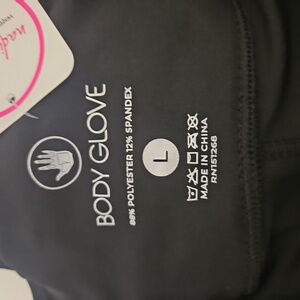 BODY GLOVE
88% POLYESTER 12% SPANDEX
L
MADE IN CHINA
RN151268